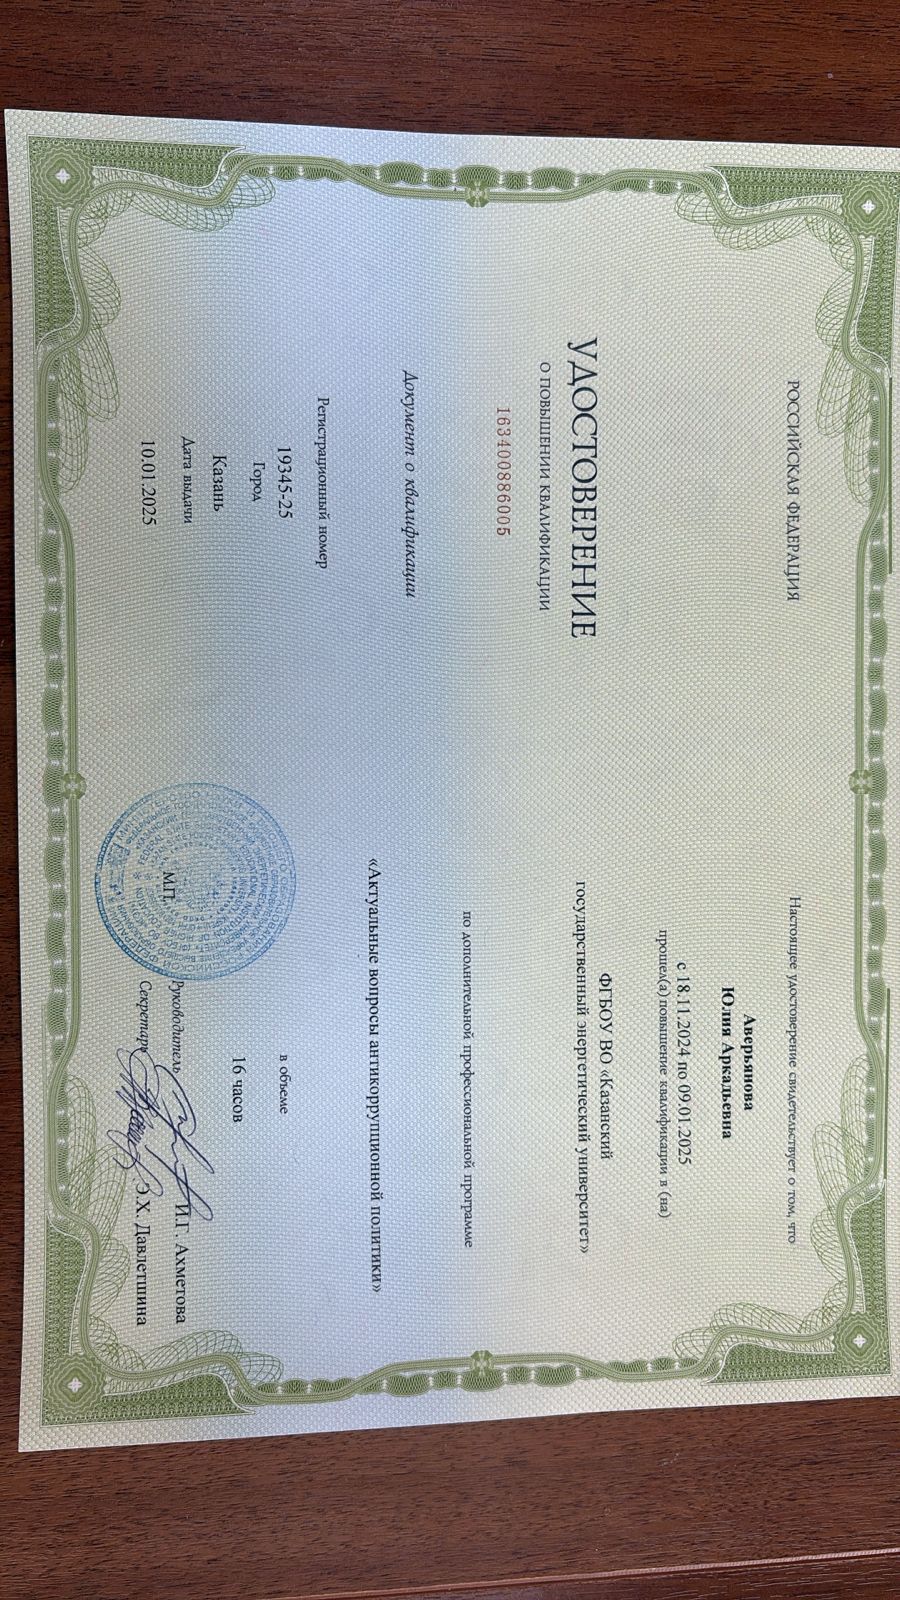 РОССИЙСКАЯ ФЕДЕРАЦИЯ
УДОСТОВЕРЕНИЕ
О ПОВЫШЕНИИ КВАЛИФИКАЦИИ
163400886005
Документ о квалификации
Регистрационный номер
19345-25
Город
Казань
Дата выдачи
10.01.2025
Настоящее удостоверение свидетельствует о том, что
Аверьянова
Юлия Аркадьевна
с 18.11.2024 по 09.01.2025
прошел(а) повышение квалификации в (на)
ФГБОУ ВО «Казанский
государственный энергетический университет»
по дополнительной профессиональной программе
«Актуальные вопросы антикоррупционной политики»
в объеме
16 часов
М.П.
Руководитель И.Г. Ахметова
Секретарь Э.Х. Давлетшина